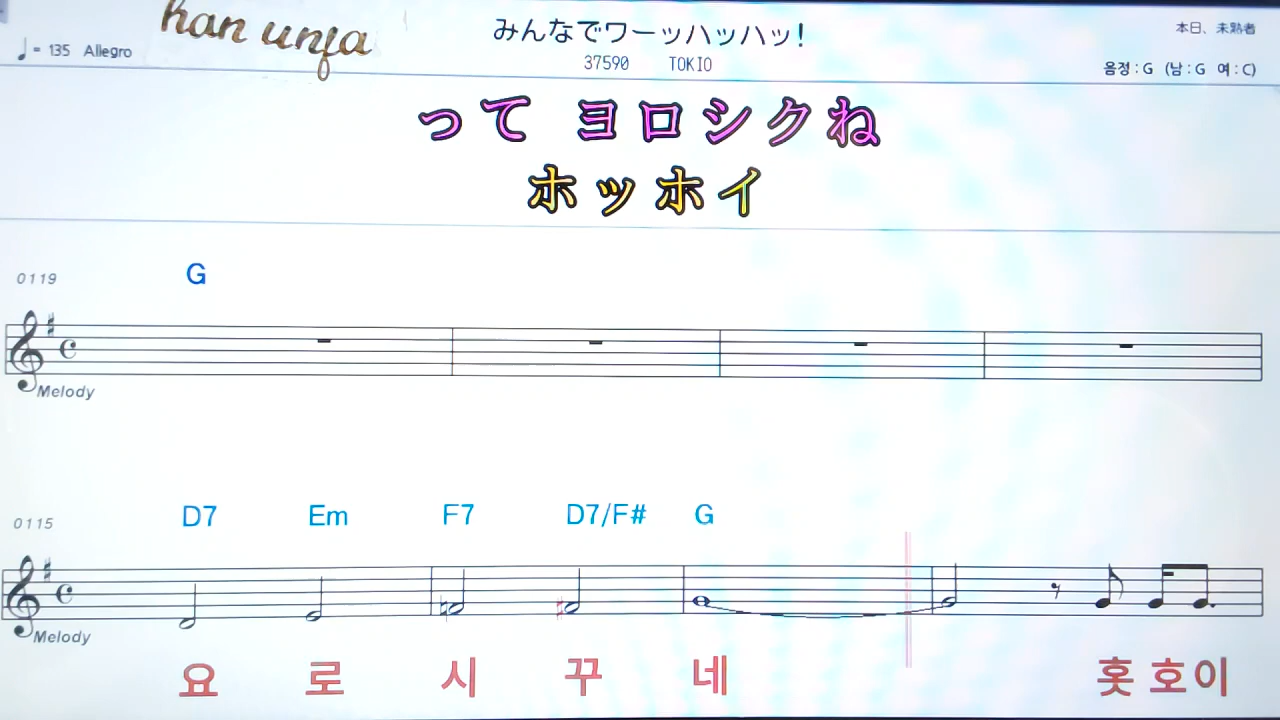 han unja
みんなでワーッハッハッ!
本日、未熟者
♩= 135 Allegro
37590 TOKIO
음정 : G (남 : G 여 : C)
って ヨロシクね
ホッホイ
0119
G
Melody
0115
D7 Em F7 D7/F# G
Melody
요 로 시 꾸 네 홋 호이